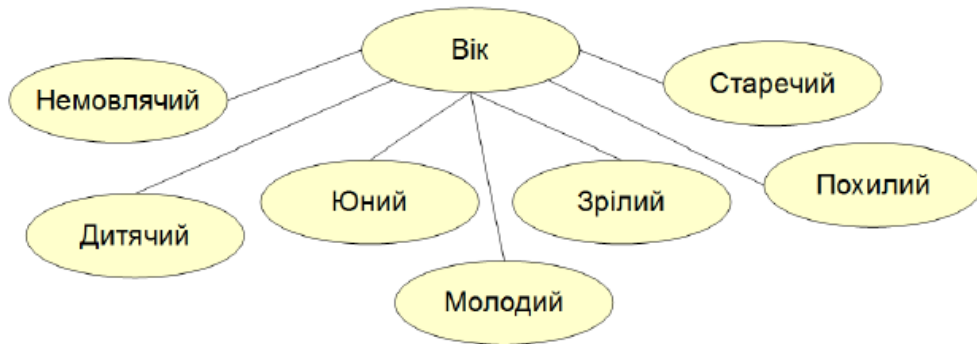 Вік
Немовлячий
Старечий
Дитячий
Юний
Зрілий
Похилий
Молодий